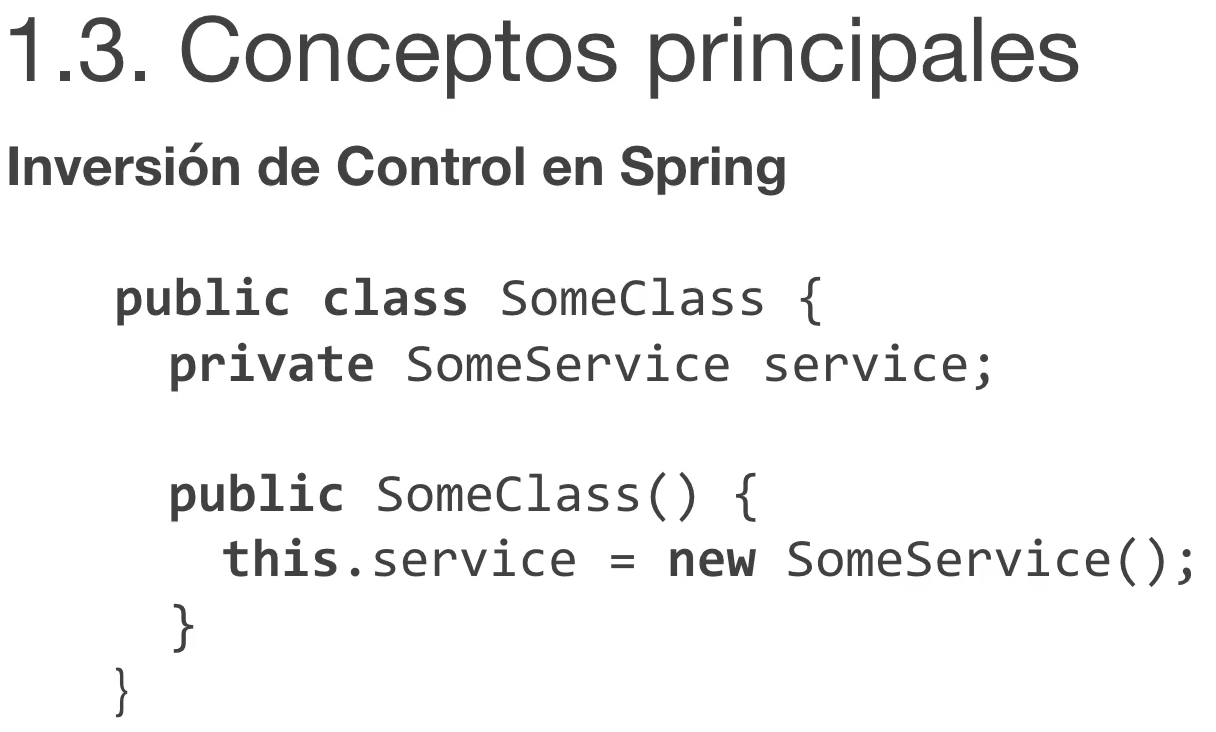 1.3. Conceptos principales
Inversión de Control en Spring
public class SomeClass {
private SomeService service;
public SomeClass() {
this.service = new SomeService();
}
}